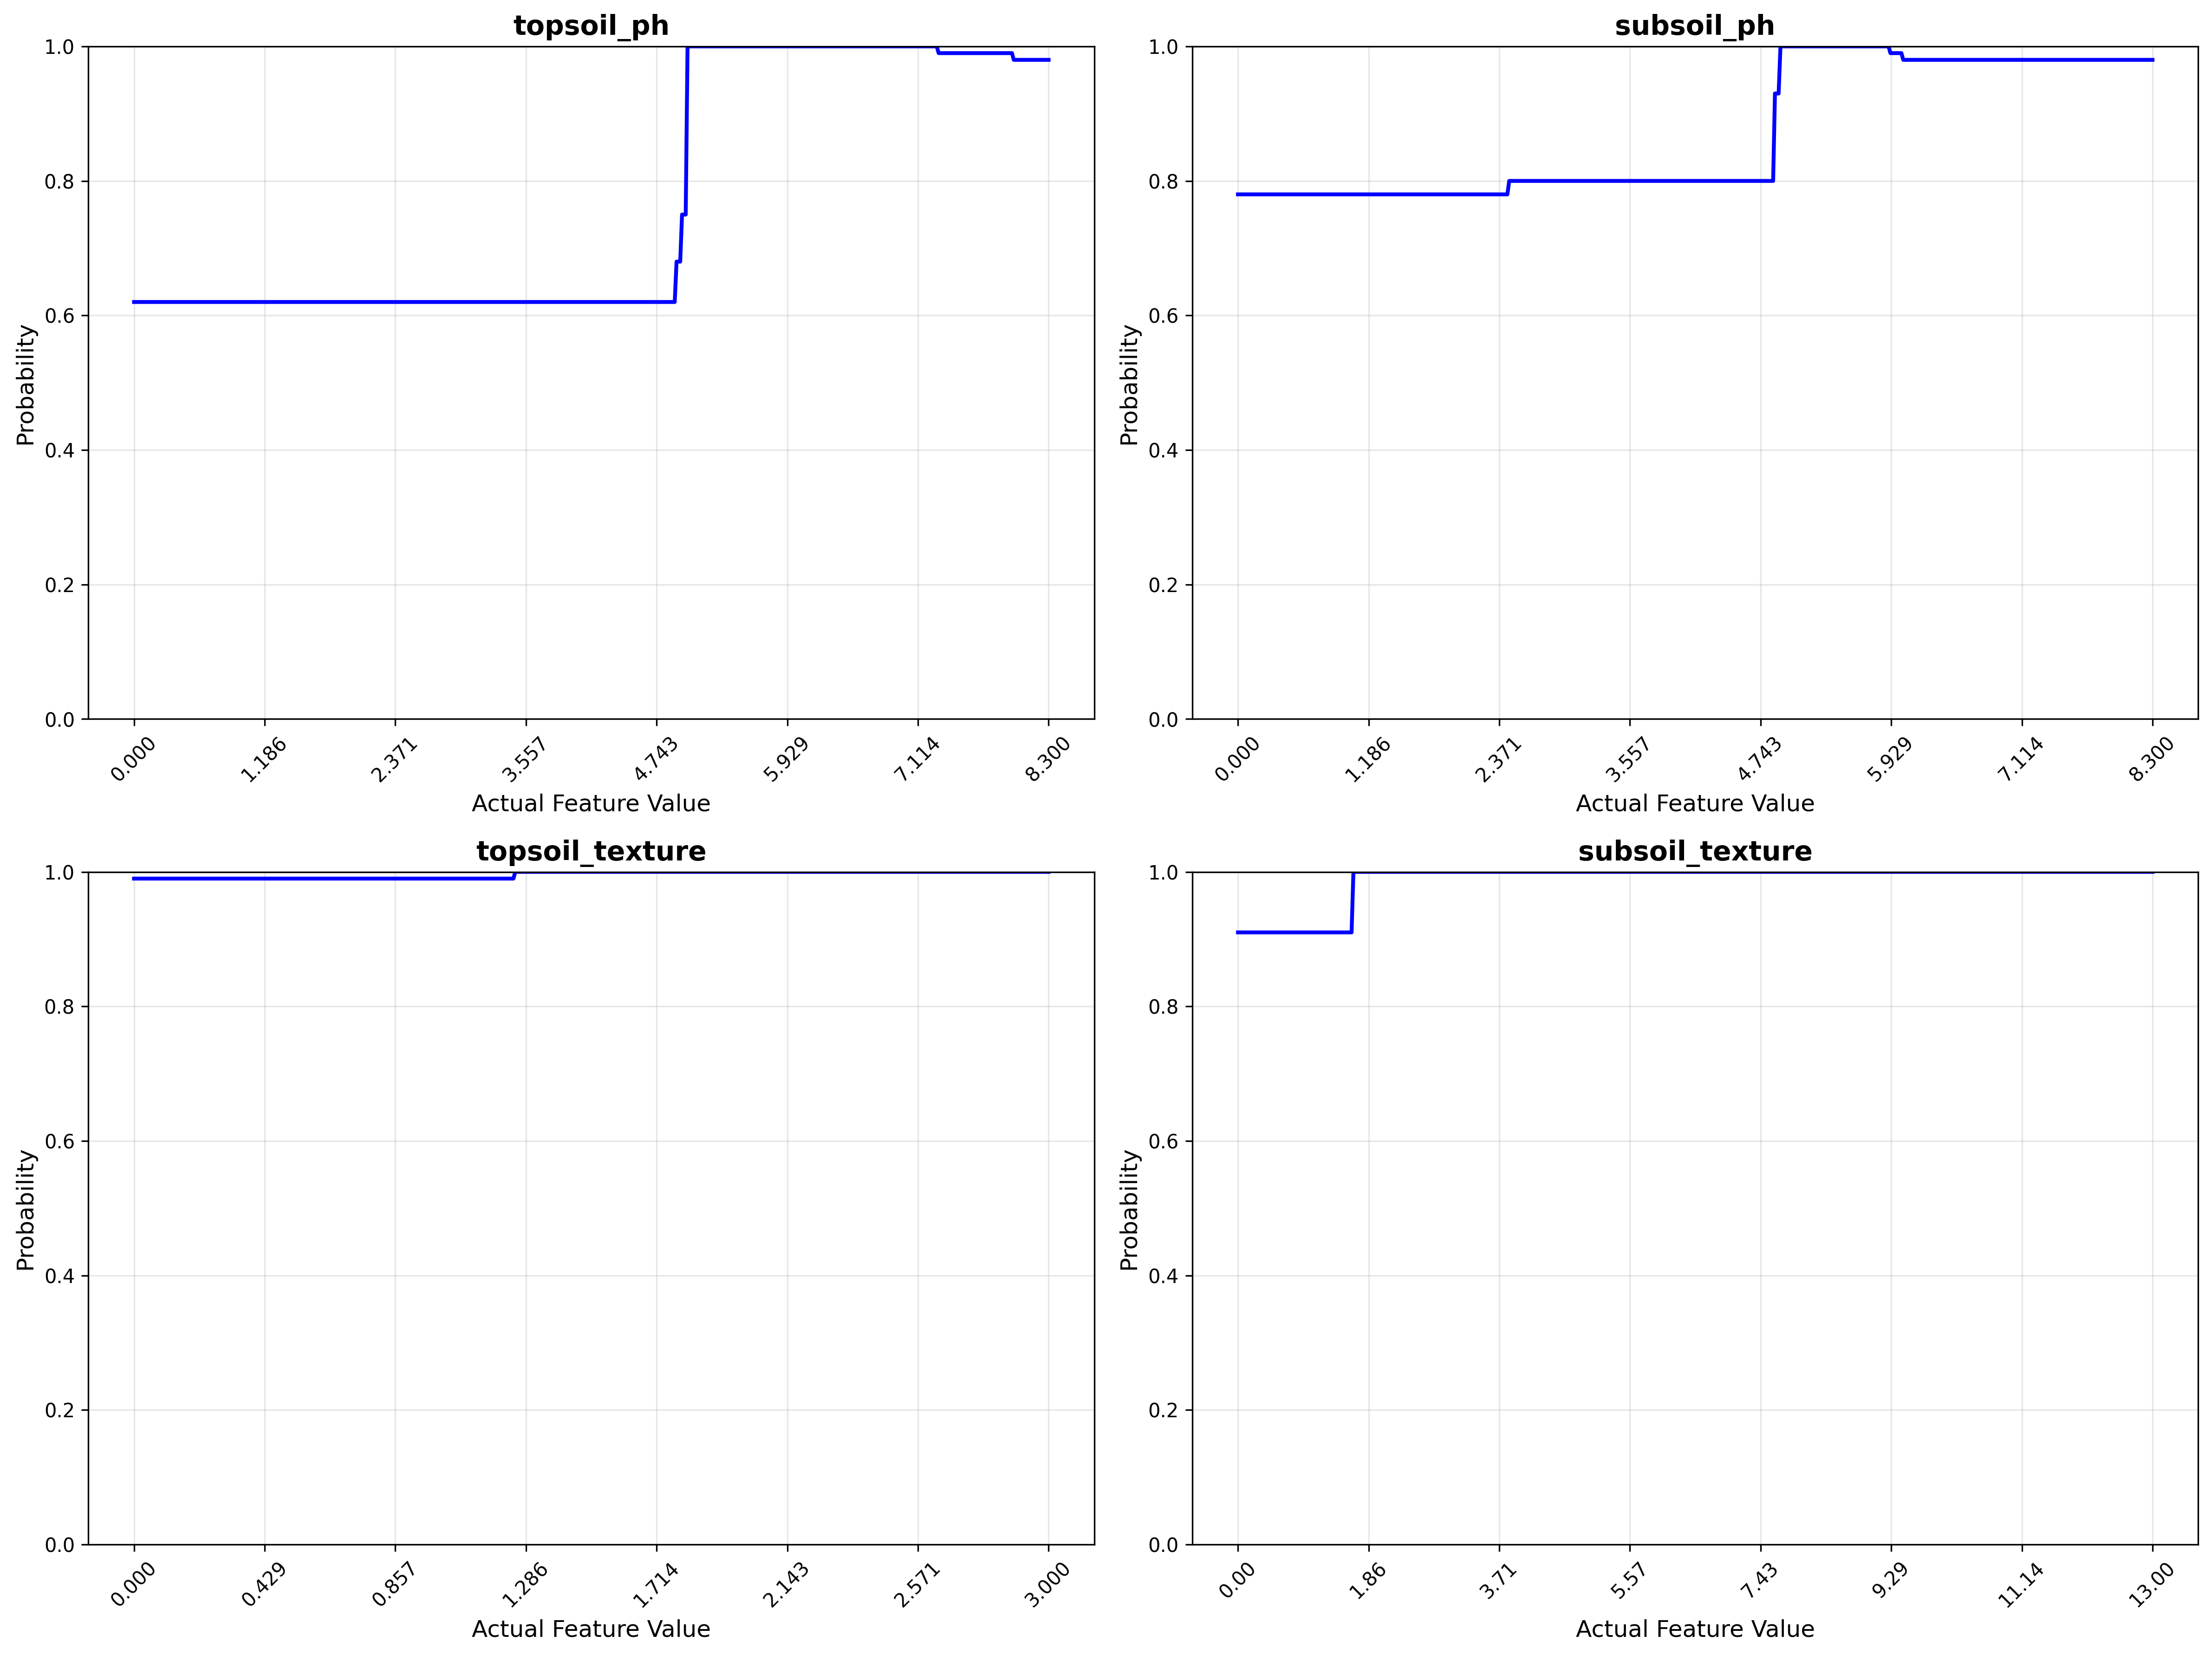 topsoil_ph
1.0
0.8
0.6
0.4
0.2
0.0
Probability
0.000 1.186 2.371 3.557 4.743 5.929 7.114 8.300
Actual Feature Value
subsoil_ph
1.0
0.8
0.6
0.4
0.2
0.0
Probability
0.000 1.186 2.371 3.557 4.743 5.929 7.114 8.300
Actual Feature Value
topsoil_texture
1.0
0.8
0.6
0.4
0.2
0.0
Probability
0.000 0.429 0.857 1.286 1.714 2.143 2.571 3.000
Actual Feature Value
subsoil_texture
1.0
0.8
0.6
0.4
0.2
0.0
Probability
0.00 1.86 3.71 5.57 7.43 9.29 11.14 13.00
Actual Feature Value